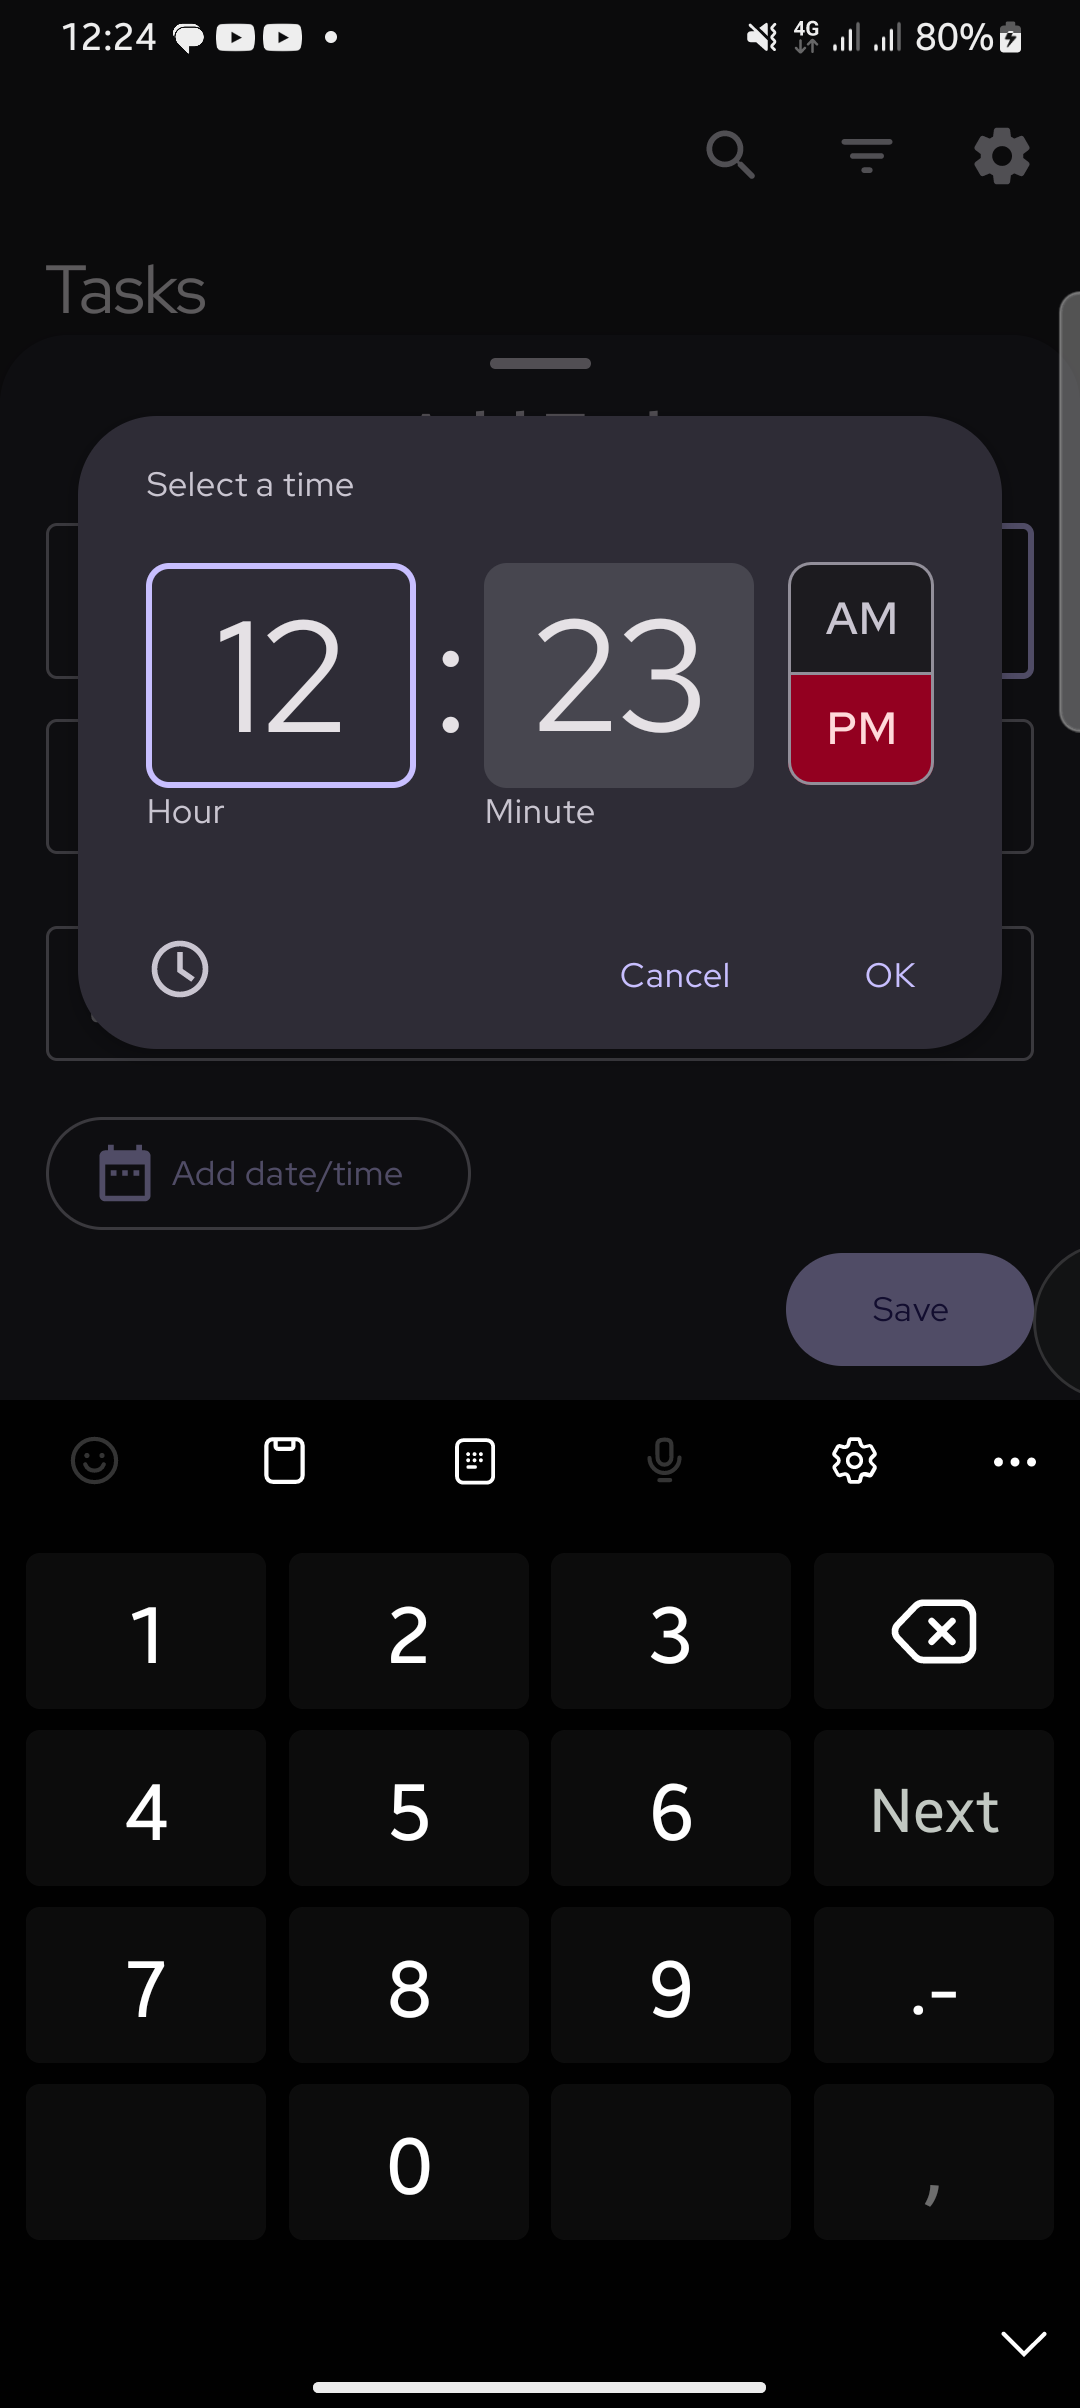 12:24 4G 80%
Tasks
Select a time
12 : 23 AM
PM
Hour Minute
Cancel OK
Add date/time
Save
1 2 3
4 5 6 Next
7 8 9 .-
0 ,